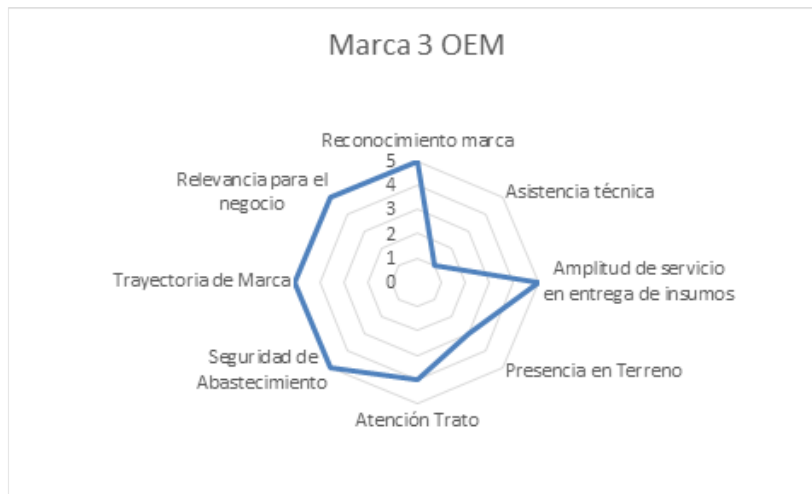 Marca 3 OEM
Reconocimiento marca
5
4
3
2
1
0
Asistencia técnica
Amplitud de servicio
en entrega de insumos
Presencia en Terreno
Atención Trato
Seguridad de
Abastecimiento
Trayectoria de Marca
Relevancia para el
negocio